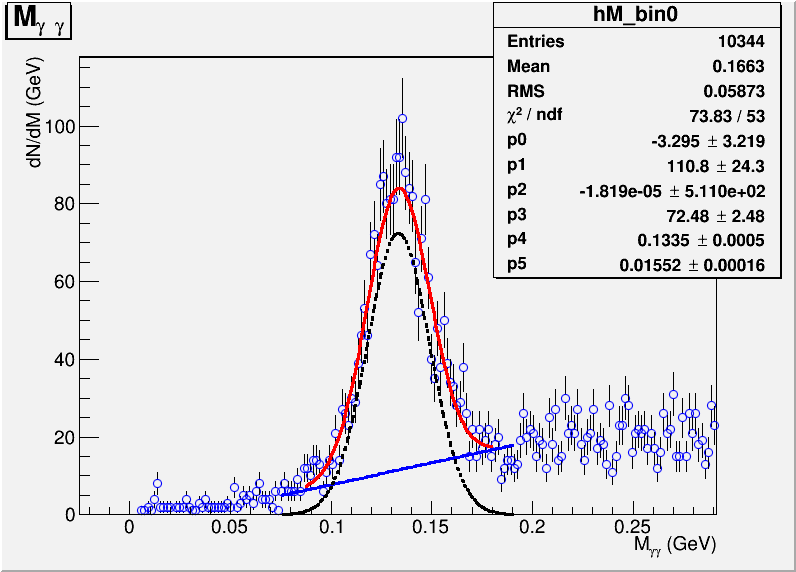 M_γ γ
hM_bin0
Entries 10344
Mean 0.1663
RMS 0.05873
χ² / ndf 73.83 / 53
p0 -3.295 ± 3.219
p1 110.8 ± 24.3
p2 -1.819e-05 ± 5.110e+02
p3 72.48 ± 2.48
p4 0.1335 ± 0.0005
p5 0.01552 ± 0.00016
dN/dM (GeV)
100
80
60
40
20
0
0 0.05 0.1 0.15 0.2 0.25
M_γγ (GeV)